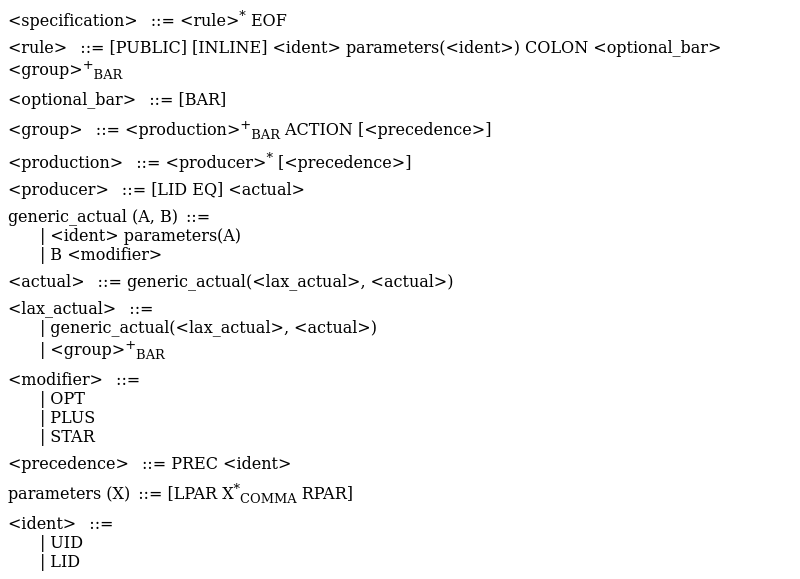 <specification> ::= <rule>* EOF
<rule> ::= [PUBLIC] [INLINE] <ident> parameters(<ident>) COLON <optional_bar>
<group>+BAR
<optional_bar> ::= [BAR]
<group> ::= <production>+BAR ACTION [<precedence>]
<production> ::= <producer>* [<precedence>]
<producer> ::= [LID EQ] <actual>
generic_actual (A, B) ::=
| <ident> parameters(A)
| B <modifier>
<actual> ::= generic_actual(<lax_actual>, <actual>)
<lax_actual> ::=
| generic_actual(<lax_actual>, <actual>)
| <group>+BAR
<modifier> ::=
| OPT
| PLUS
| STAR
<precedence> ::= PREC <ident>
parameters (X) ::= [LPAR X*COMMA RPAR]
<ident> ::=
| UID
| LID